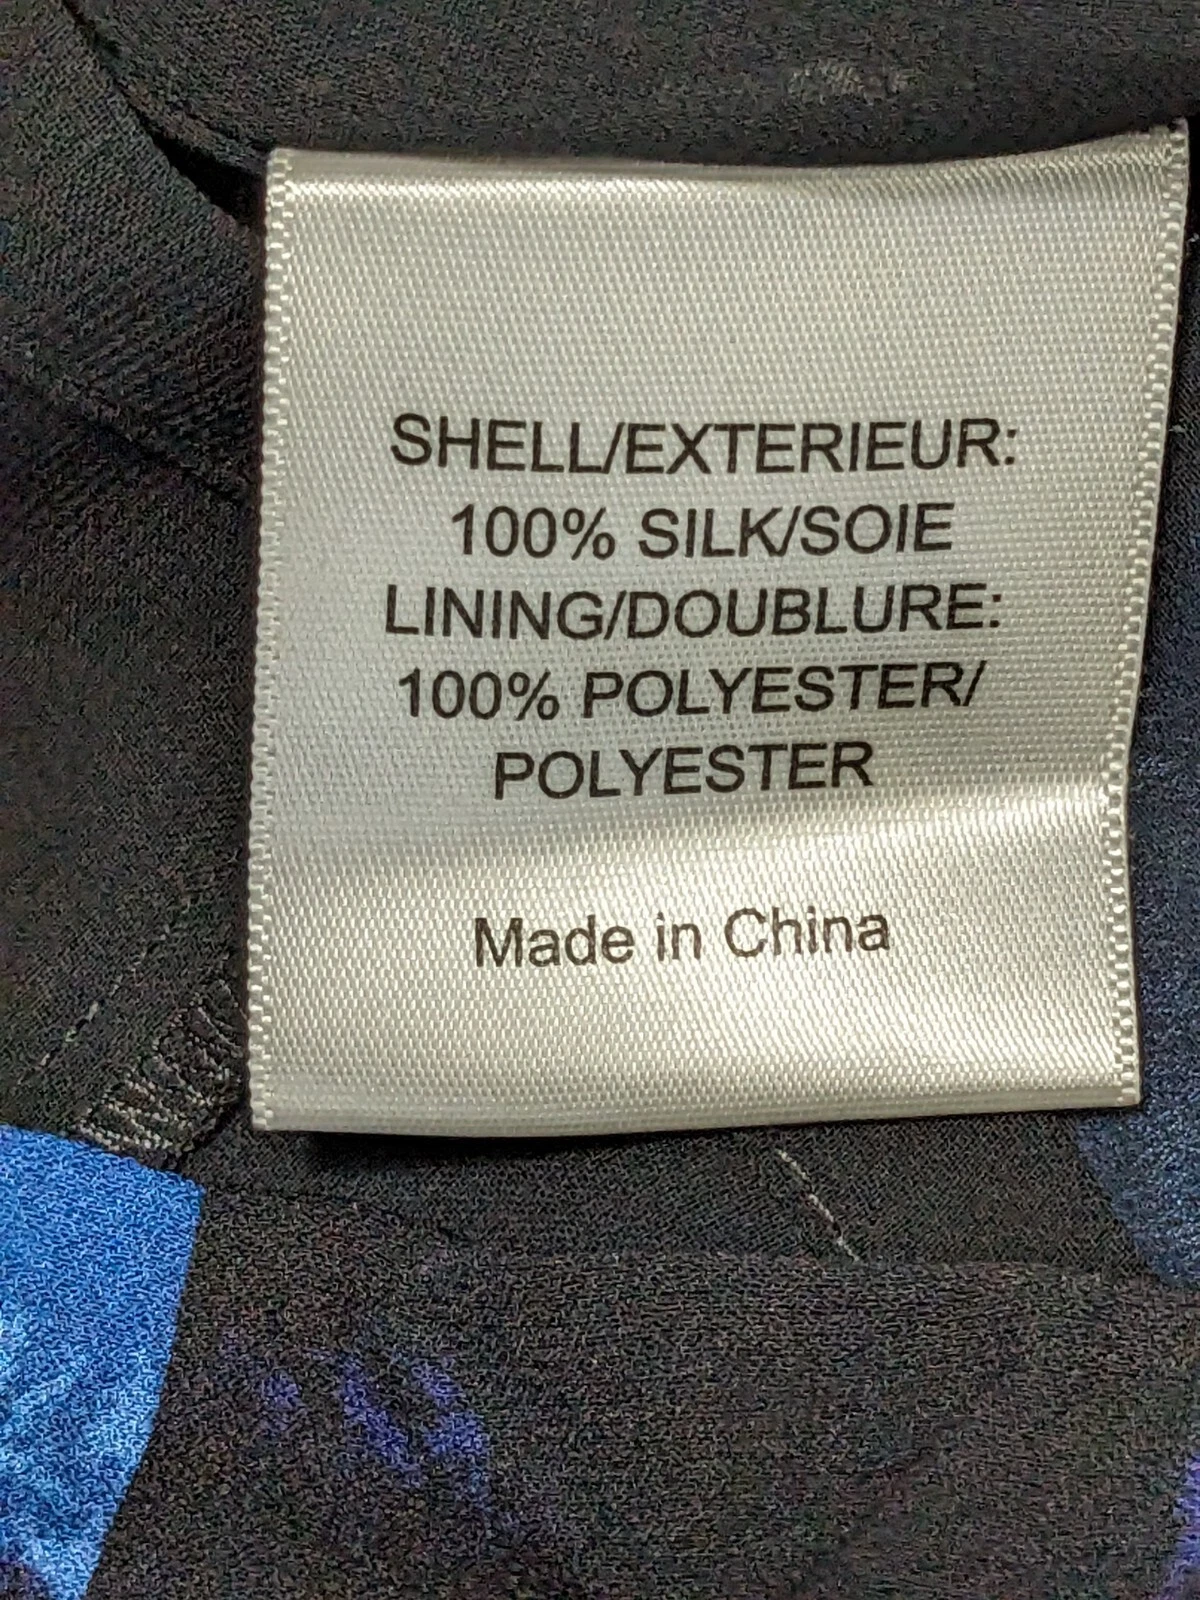 SHELL/EXTERIEUR:
100% SILK/SOIE
LINING/DOUBLURE:
100% POLYESTER/
POLYESTER
Made in China